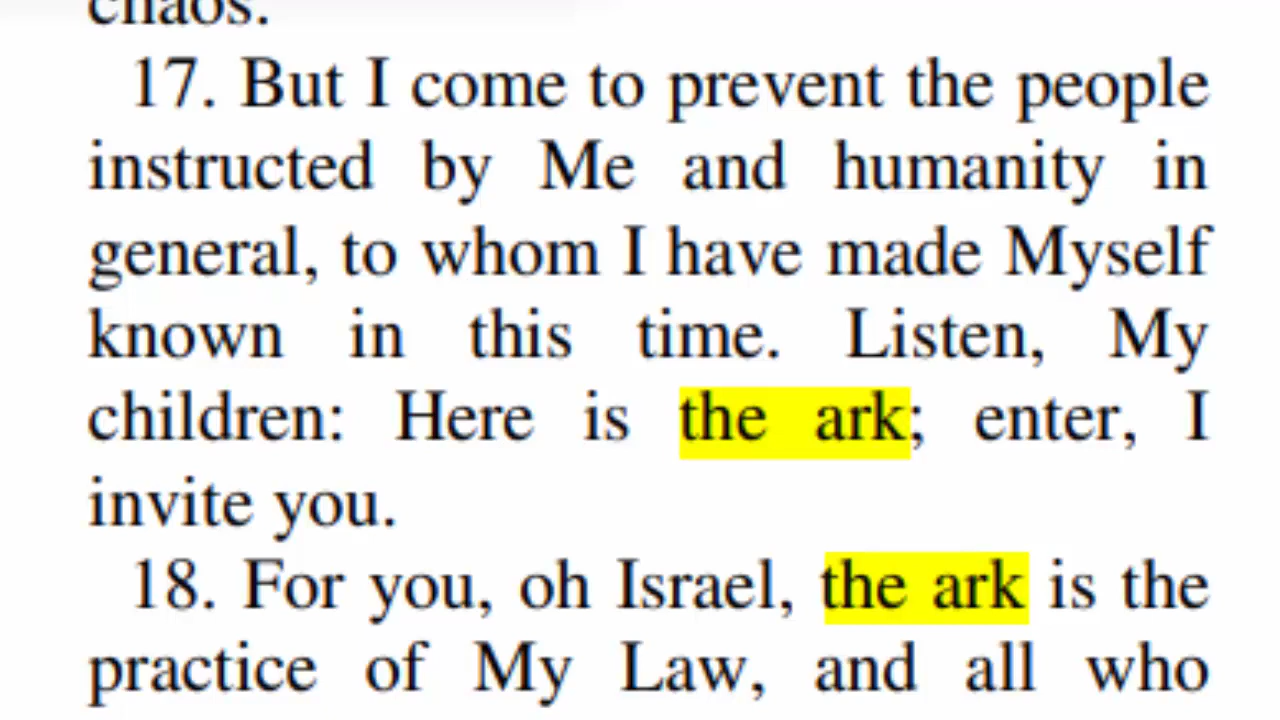 chaos.
17. But I come to prevent the people
instructed by Me and humanity in
general, to whom I have made Myself
known in this time. Listen, My
children: Here is the ark; enter, I
invite you.
18. For you, oh Israel, the ark is the
practice of My Law, and all who